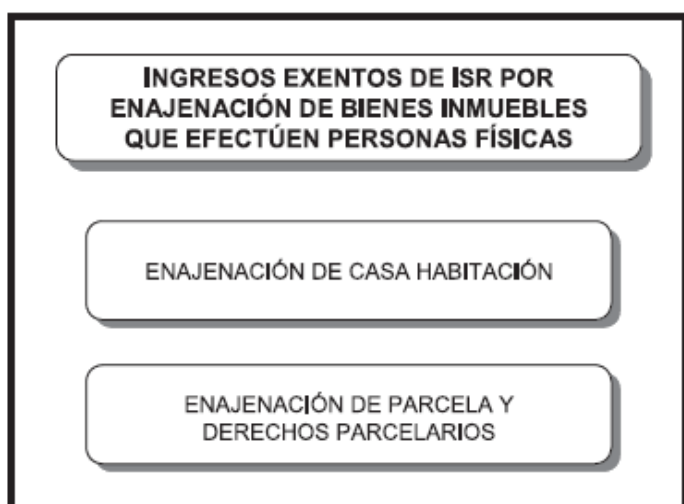 INGRESOS EXENTOS DE ISR POR
ENAJENACIÓN DE BIENES INMUEBLES
QUE EFECTÚEN PERSONAS FÍSICAS
ENAJENACIÓN DE CASA HABITACIÓN
ENAJENACIÓN DE PARCELA Y
DERECHOS PARCELARIOS